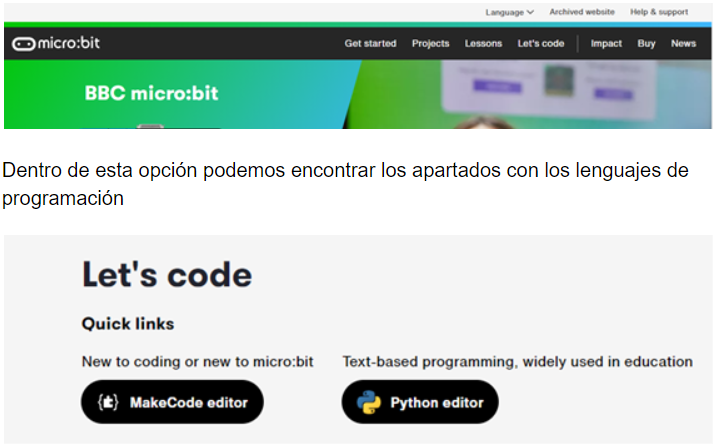 Language Archived website Help & support
micro:bit Get started Projects Lessons Let's code Impact Buy News
BBC micro:bit
Dentro de esta opción podemos encontrar los apartados con los lenguajes de
programación
Let's code
Quick links
New to coding or new to micro:bit Text-based programming, widely used in education
MakeCode editor Python editor